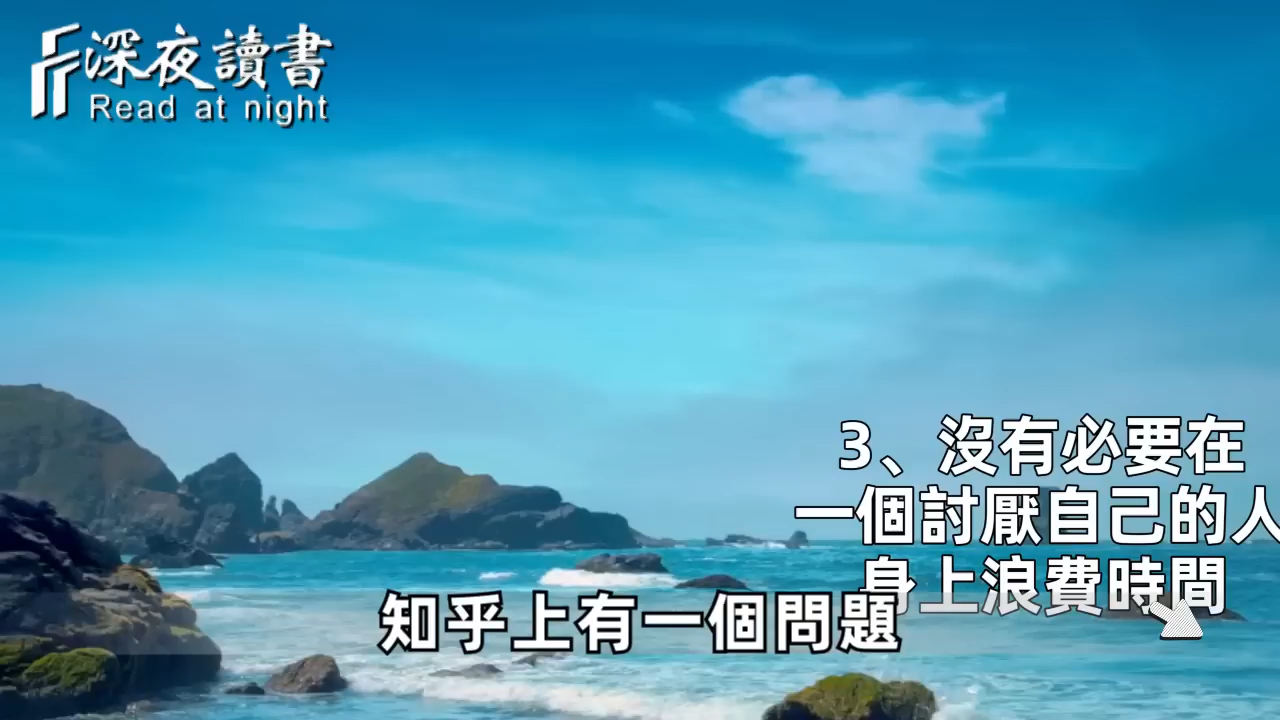 深夜讀書
Read at night
3、沒有必要在
一個討厭自己的人
身上浪費時間
知乎上有一個問題